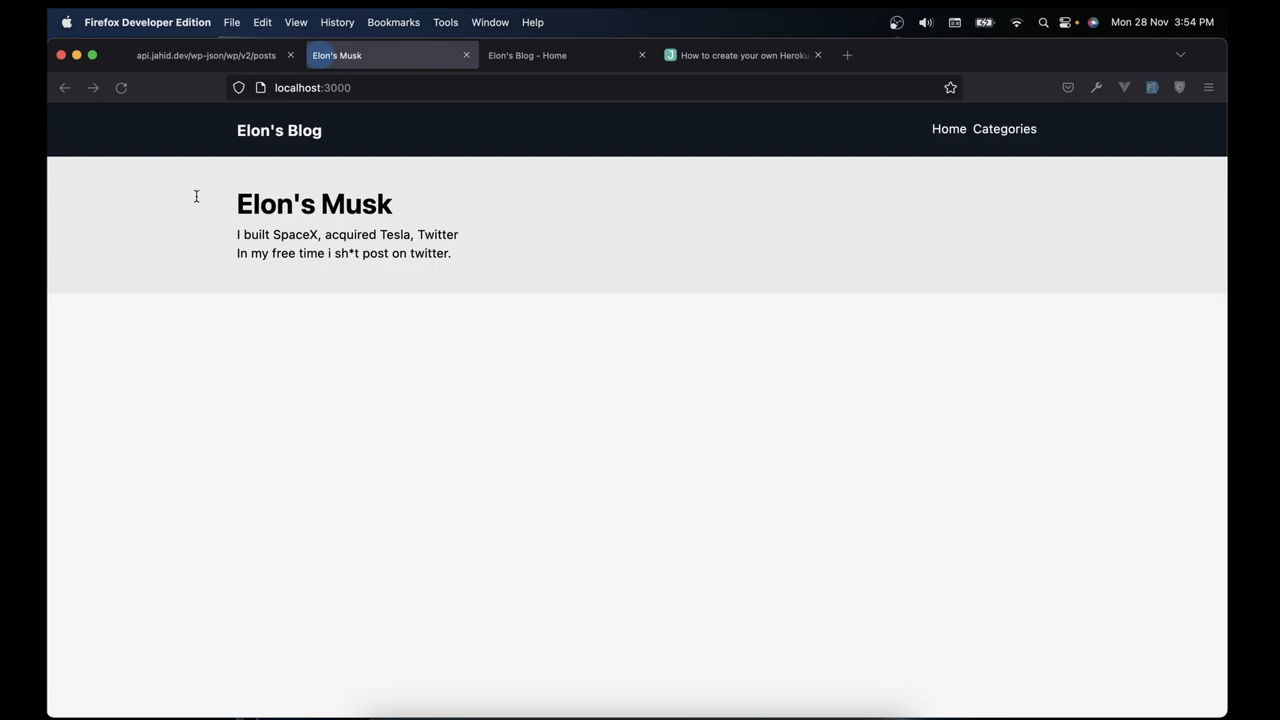 Firefox Developer Edition File Edit View History Bookmarks Tools Window Help Mon 28 Nov 3:54 PM
api.jahid.dev/wp-json/wp/v2/posts Elon's Musk Elon's Blog - Home J How to create your own Heroku
localhost:3000
Elon's Blog Home Categories
Elon's Musk
I built SpaceX, acquired Tesla, Twitter
In my free time i sh*t post on twitter.